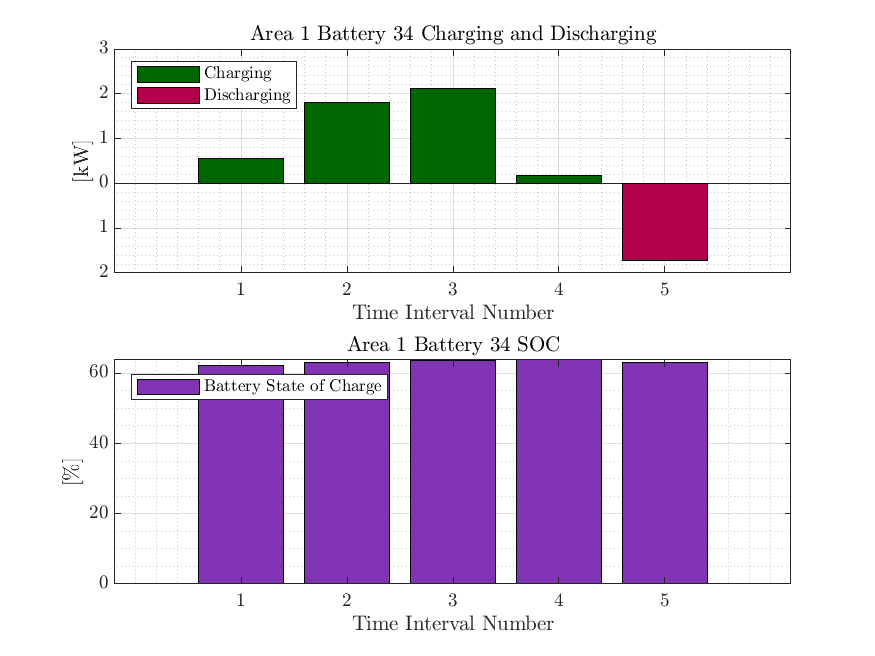 Area 1 Battery 34 Charging and Discharging
3
2
1
0
1
2
[kW]
Charging
Discharging
1 2 3 4 5
Time Interval Number
Area 1 Battery 34 SOC
60
40
20
0
[%]
Battery State of Charge
1 2 3 4 5
Time Interval Number